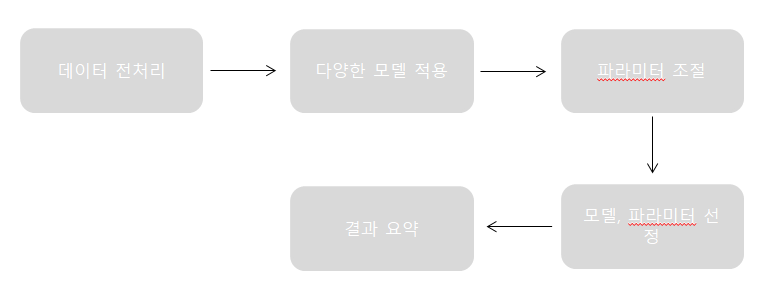 데이터 전처리
다양한 모델 적용
파라미터 조절
모델, 파라미터 선
정
결과 요약